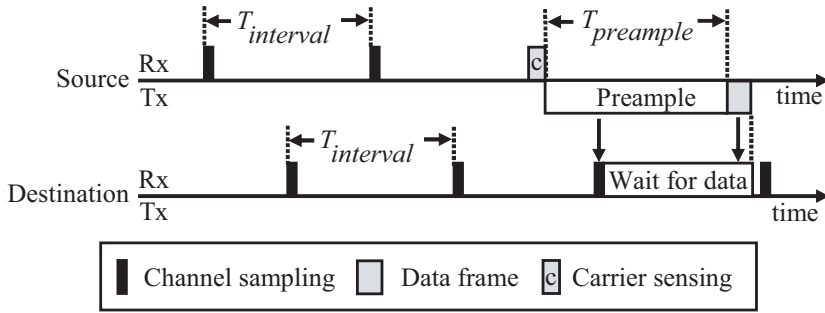 T_interval
T_preample
Source
Rx
Tx
c
Preample
time
T_interval
Destination
Rx
Tx
Wait for data
time
Channel sampling
Data frame
c
Carrier sensing